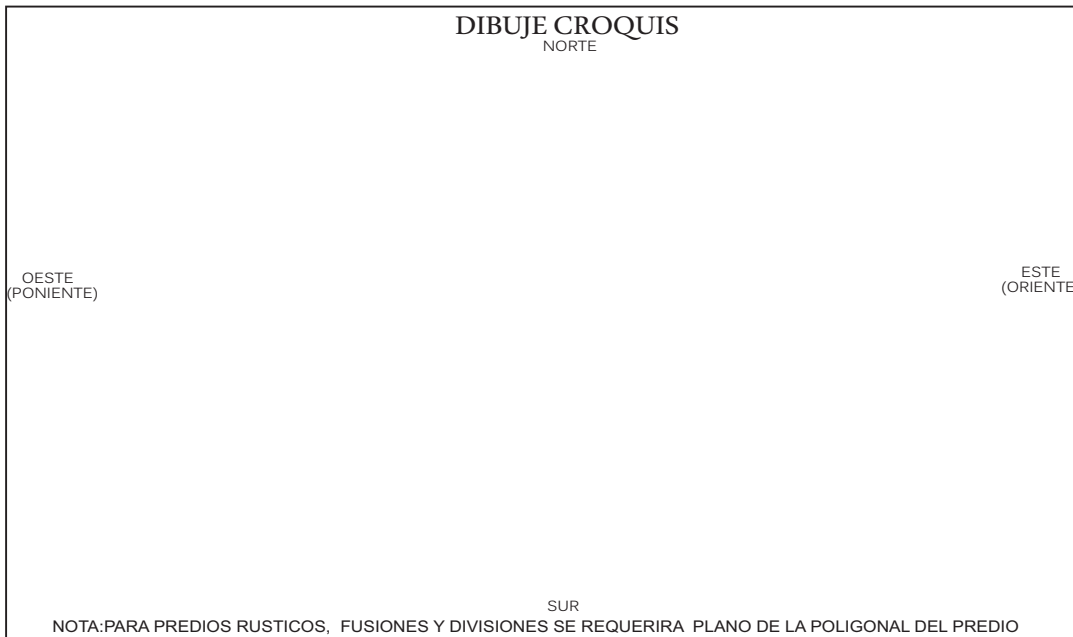 DIBUJE CROQUIS
NORTE
OESTE
(PONIENTE)
ESTE
(ORIENTE
SUR
NOTA:PARA PREDIOS RUSTICOS, FUSIONES Y DIVISIONES SE REQUERIRA PLANO DE LA POLIGONAL DEL PREDIO